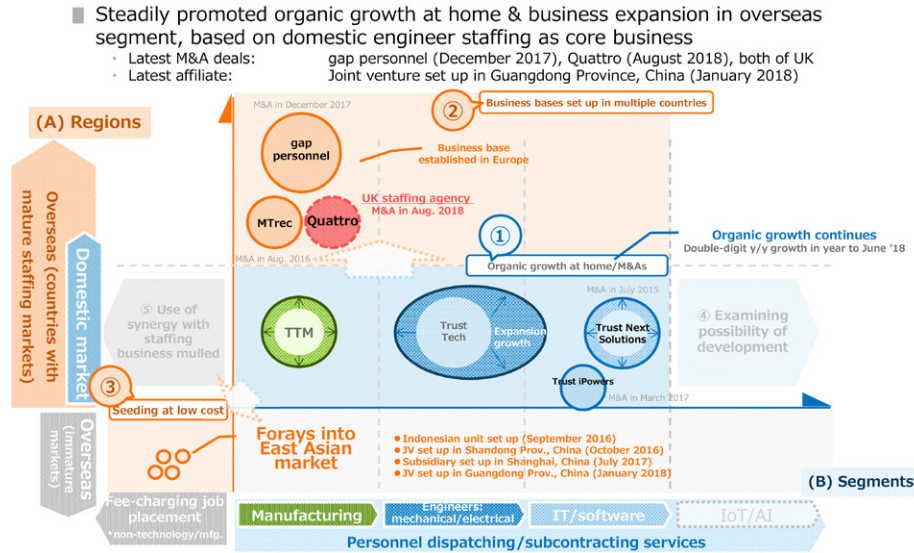 Steadily promoted organic growth at home & business expansion in overseas
segment, based on domestic engineer staffing as core business
・ Latest M&A deals: gap personnel (December 2017), Quattro (August 2018), both of UK
・ Latest affiliate: Joint venture set up in Guangdong Province, China (January 2018)
M&A in December 2017
② Business bases set up in multiple countries
(A) Regions
gap
personnel
Business base
established in Europe
UK staffing agency
M&A in Aug. 2018
MTrec
Quattro
M&A in Aug. 2016
①
Organic growth at home/M&As
Organic growth continues
Double-digit y/y growth in year to June '18
Overseas (countries with
mature staffing markets)
Domestic market
⑤ Use of
synergy with
staffing
business mulled
TTM
Trust
Tech
Expansion
growth
M&A in July 2015
Trust Next
Solutions
Trust iPowers
M&A in March 2017
④ Examining
possibility of
development
③
Seeding at low cost
Overseas
(immature
markets)
Forays into
East Asian
market
● Indonesian unit set up (September 2016)
● JV set up in Shandong Prov., China (October 2016)
● Subsidiary set up in Shanghai, China (July 2017)
● JV set up in Guangdong Prov., China (January 2018)
(B) Segments
Fee-charging job
placement
*non-technology/mfg.
Manufacturing
Engineers:
mechanical/electrical
IT/software
IoT/AI
Personnel dispatching/subcontracting services